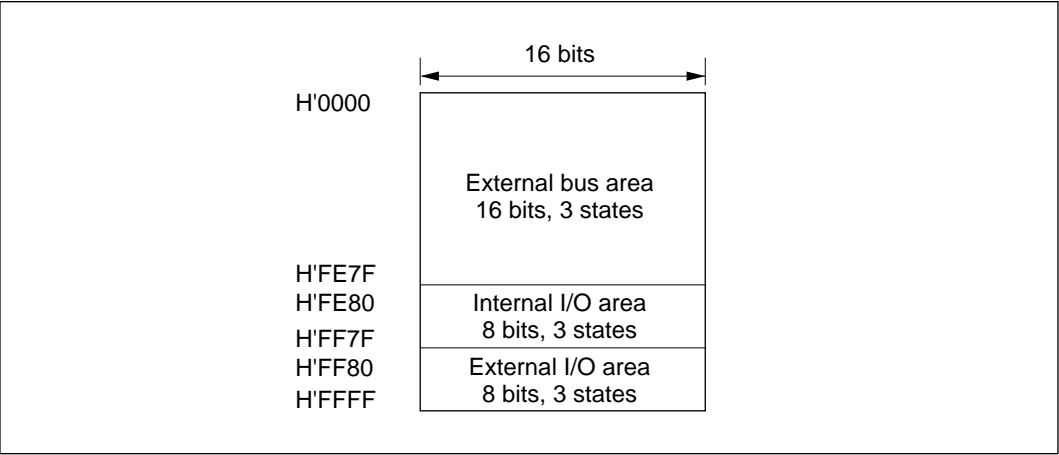 16 bits
H'0000
External bus area
16 bits, 3 states
H'FE7F
H'FE80
Internal I/O area
H'FF7F
8 bits, 3 states
H'FF80
External I/O area
H'FFFF
8 bits, 3 states